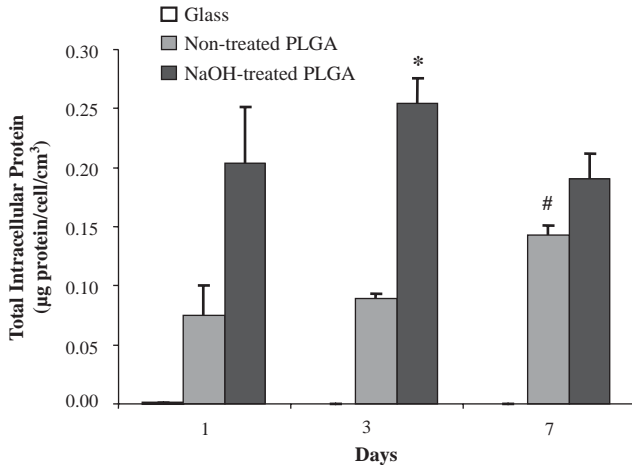 Glass
Non-treated PLGA
NaOH-treated PLGA
Total Intracellular Protein
(µg protein/cell/cm³)
0.30
0.25
0.20
0.15
0.10
0.05
0.00
*
#
1
3
7
Days